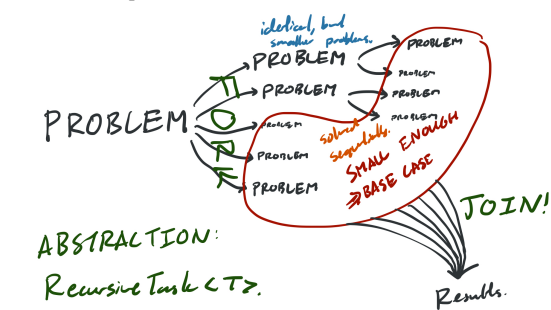 identical, but
smaller problems.
PROBLEM
PROBLEM
PROBLEM
PROBLEM
PROBLEM
PROBLEM
PROBLEM
PROBLEM
PROBLEM
PROBLEM
FORK
solved
sequentially.
SMALL ENOUGH
⇒BASE CASE
JOIN!
ABSTRACTION:
RecursiveTask<T>.
Results.